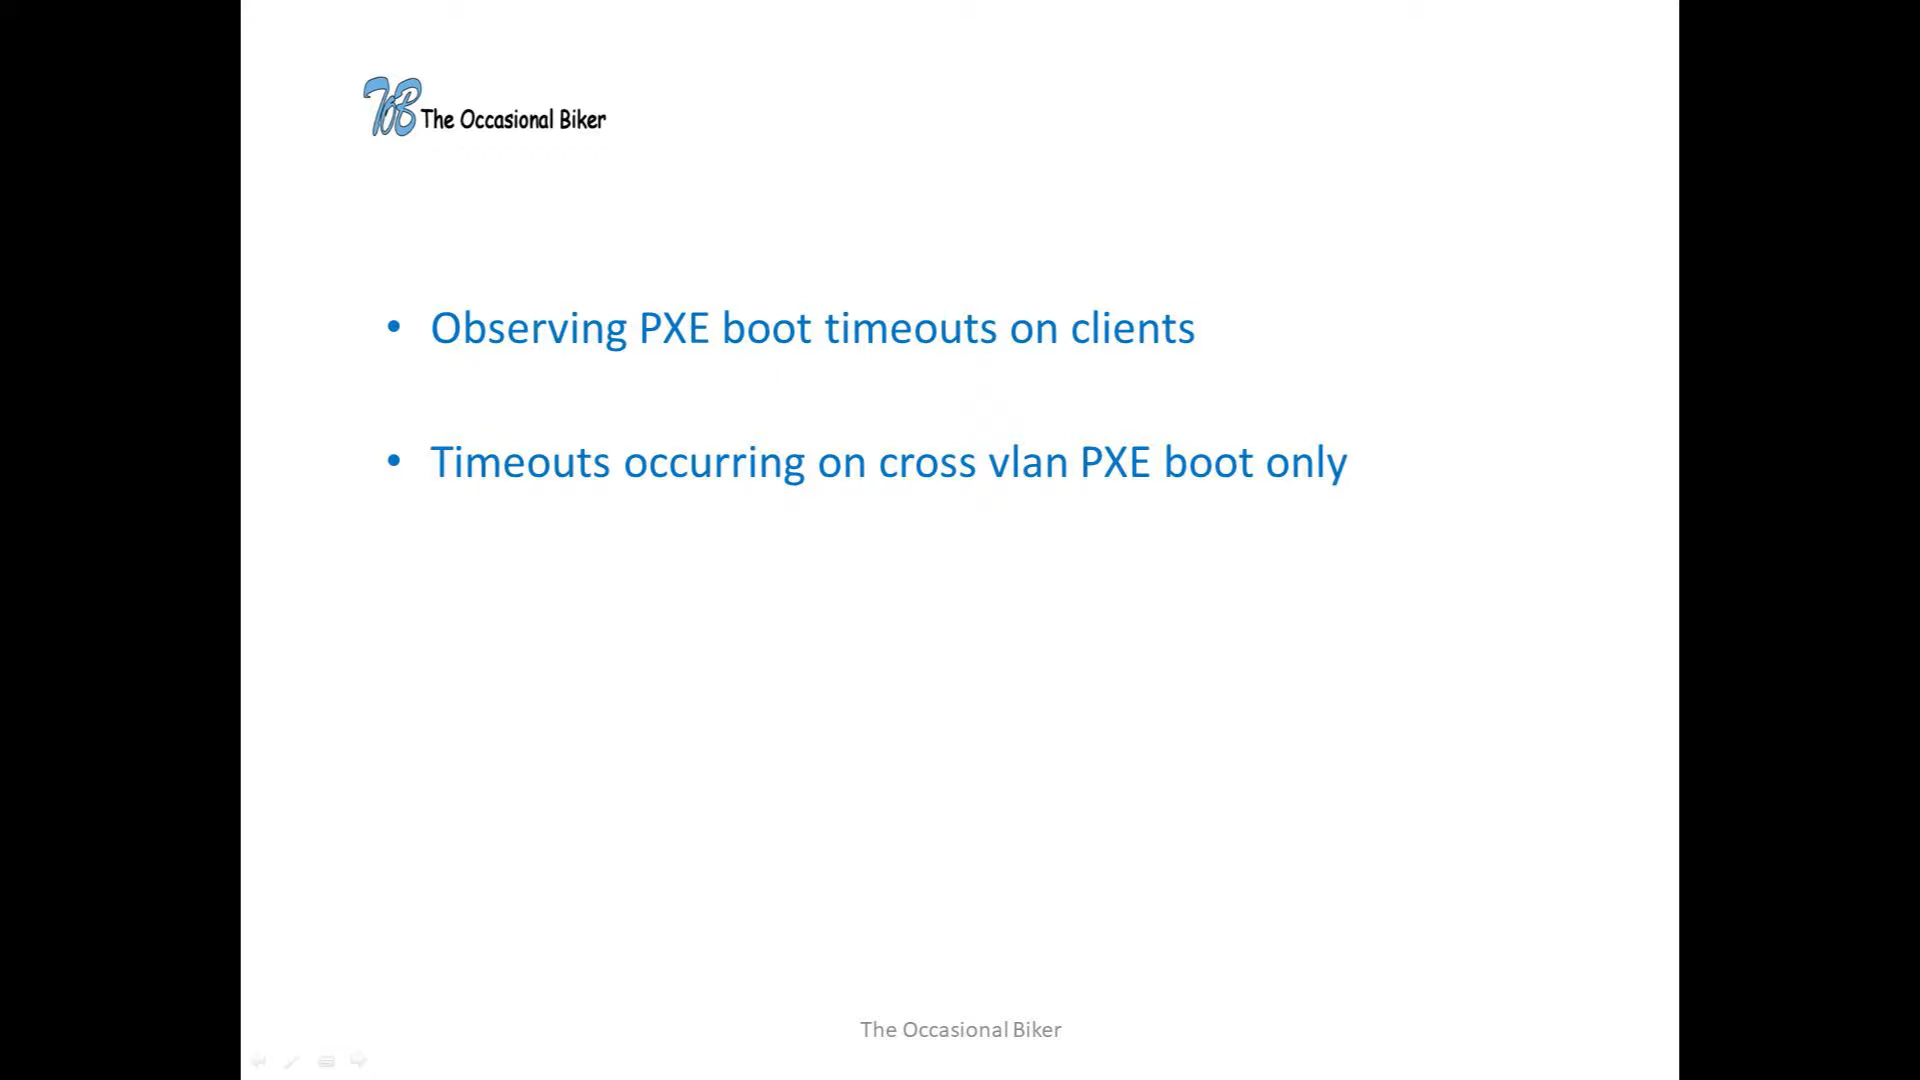 TOB The Occasional Biker
• Observing PXE boot timeouts on clients
• Timeouts occurring on cross vlan PXE boot only
The Occasional Biker